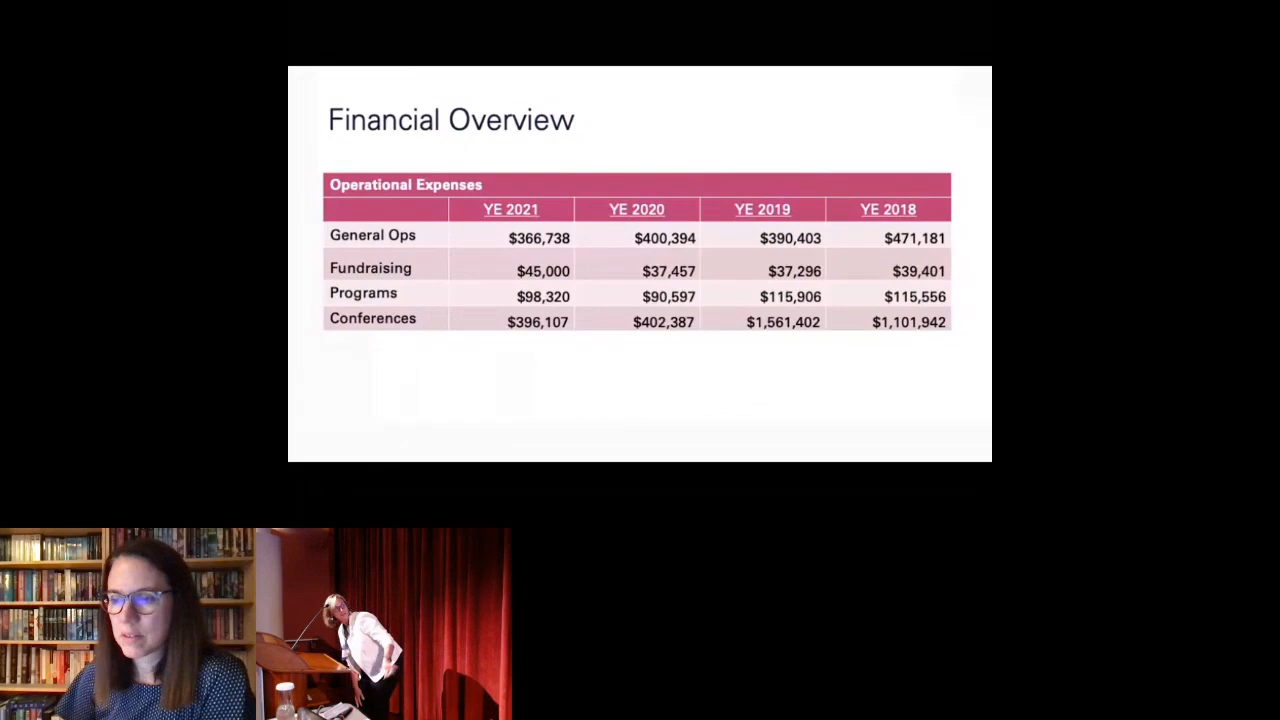 Financial Overview
Operational Expenses
YE 2021 YE 2020 YE 2019 YE 2018
General Ops $366,738 $400,394 $390,403 $471,181
Fundraising $45,000 $37,457 $37,296 $39,401
Programs $98,320 $90,597 $115,906 $115,556
Conferences $396,107 $402,387 $1,561,402 $1,101,942